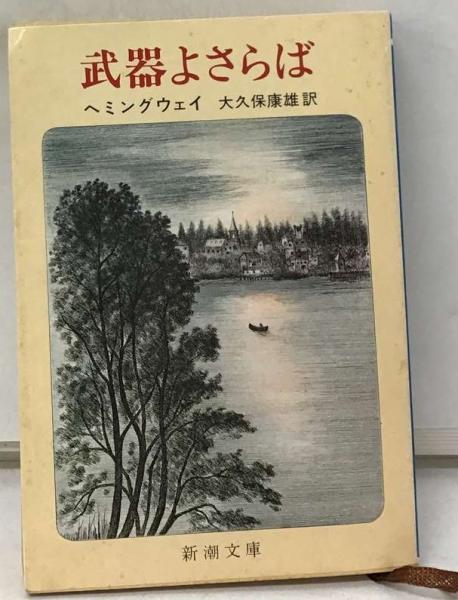 武器よさらば
ヘミングウェイ 大久保康雄訳
新潮文庫